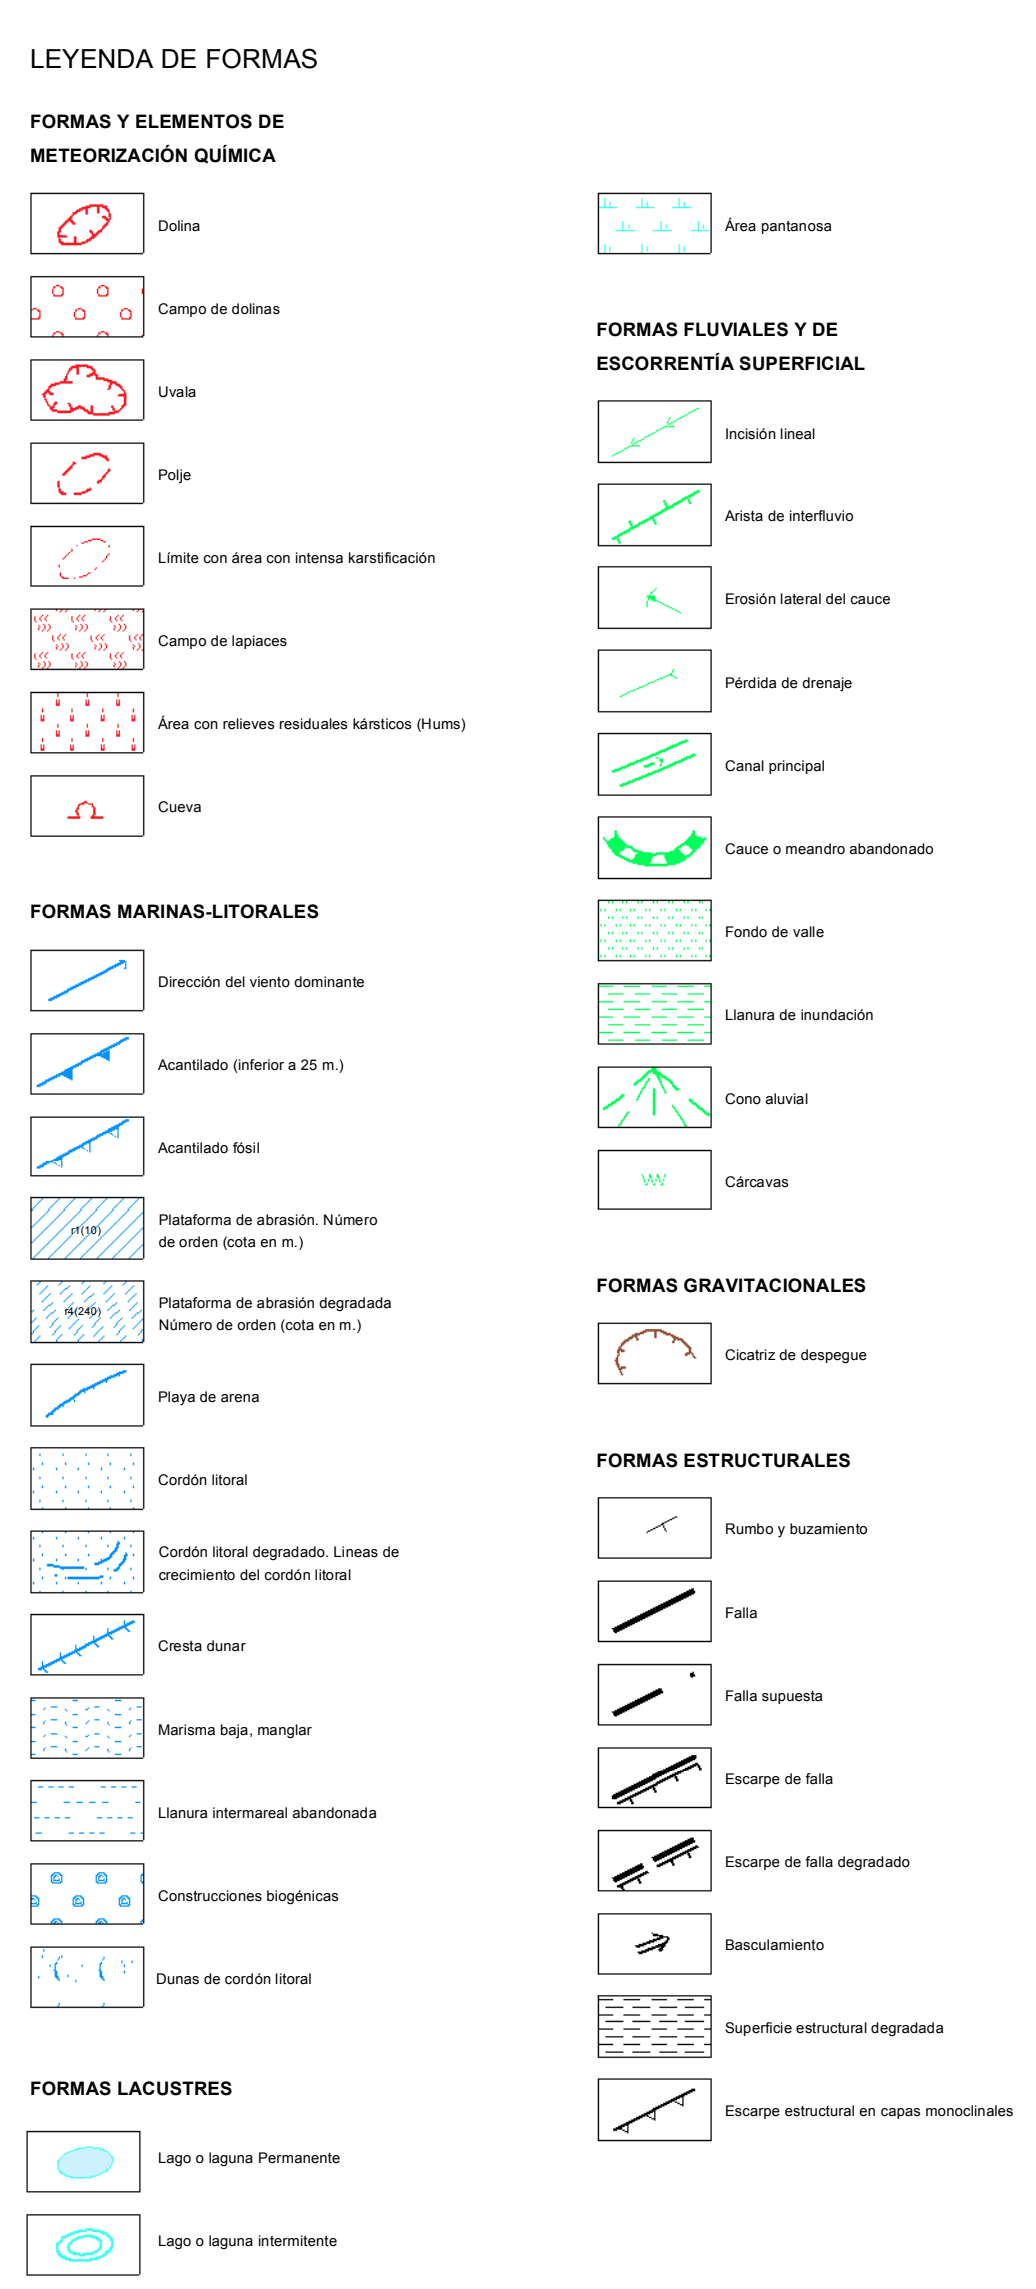 LEYENDA DE FORMAS
FORMAS Y ELEMENTOS DE
METEORIZACIÓN QUÍMICA
Dolina
Campo de dolinas
Uvala
Polje
Límite con área con intensa karstificación
Campo de lapiaces
Área con relieves residuales kársticos (Hums)
Cueva
FORMAS MARINAS-LITORALES
Dirección del viento dominante
Acantilado (inferior a 25 m.)
Acantilado fósil
r1(10)
Plataforma de abrasión. Número
de orden (cota en m.)
r4(240)
Plataforma de abrasión degradada
Número de orden (cota en m.)
Playa de arena
Cordón litoral
Cordón litoral degradado. Lineas de
crecimiento del cordón litoral
Cresta dunar
Marisma baja, manglar
Llanura intermareal abandonada
Construcciones biogénicas
Dunas de cordón litoral
FORMAS LACUSTRES
Lago o laguna Permanente
Lago o laguna intermitente
Área pantanosa
FORMAS FLUVIALES Y DE
ESCORRENTÍA SUPERFICIAL
Incisión lineal
Arista de interfluvio
Erosión lateral del cauce
Pérdida de drenaje
Canal principal
Cauce o meandro abandonado
Fondo de valle
Llanura de inundación
Cono aluvial
Cárcavas
FORMAS GRAVITACIONALES
Cicatriz de despegue
FORMAS ESTRUCTURALES
Rumbo y buzamiento
Falla
Falla supuesta
Escarpe de falla
Escarpe de falla degradado
Basculamiento
Superficie estructural degradada
Escarpe estructural en capas monoclinales